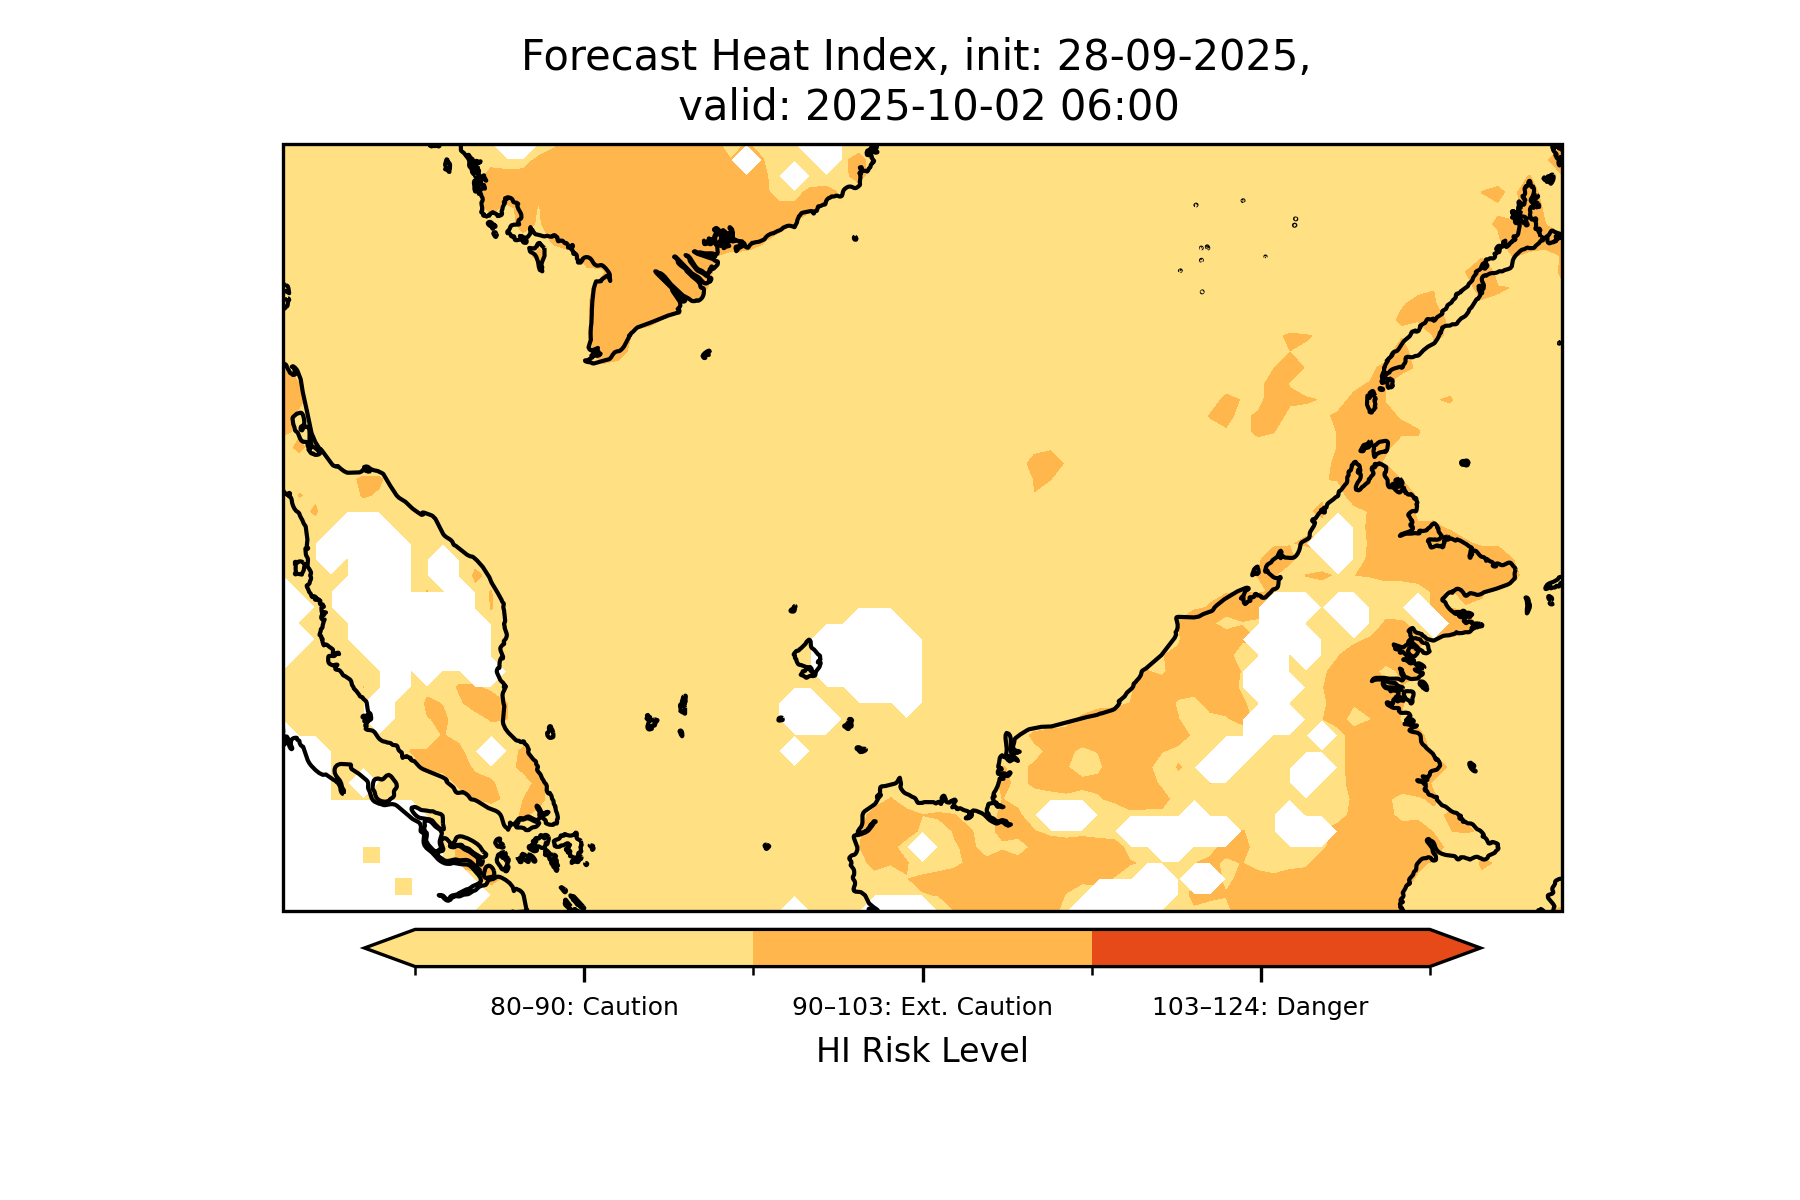 Forecast Heat Index, init: 28-09-2025,
valid: 2025-10-02 06:00
80–90: Caution
90–103: Ext. Caution
103–124: Danger
HI Risk Level